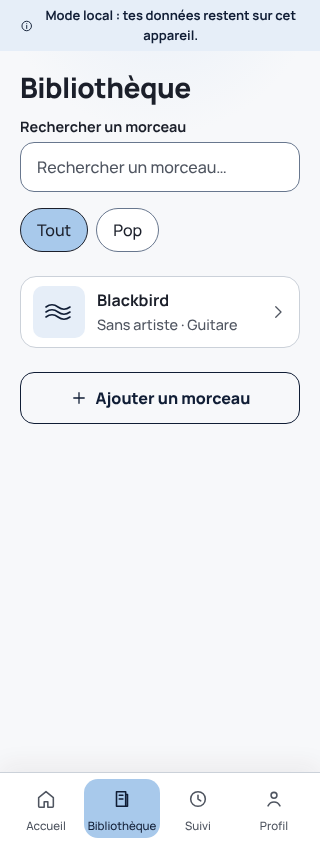 Mode local : tes données restent sur cet
appareil.
Bibliothèque
Rechercher un morceau
Rechercher un morceau...
Tout
Pop
Blackbird
Sans artiste · Guitare
Ajouter un morceau
Accueil
Bibliothèque
Suivi
Profil